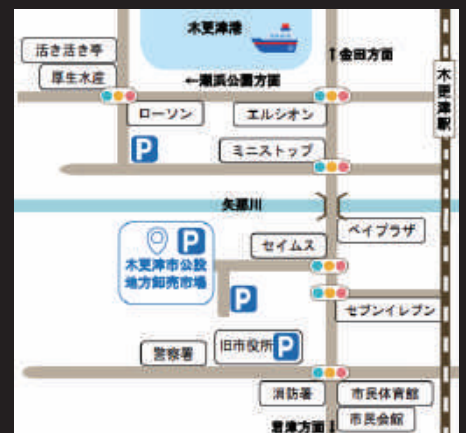 木更津港
活き活き亭
↑金田方面
厚生水産
←潮浜公園方面
木更津駅
ローソン
エルシオン
P
ミニストップ
矢那川
ベイプラザ
P
セイムス
木更津市公設
地方卸売市場
P
セブンイレブン
旧市役所P
警察署
消防署
市民体育館
市民会館
君津方面↓